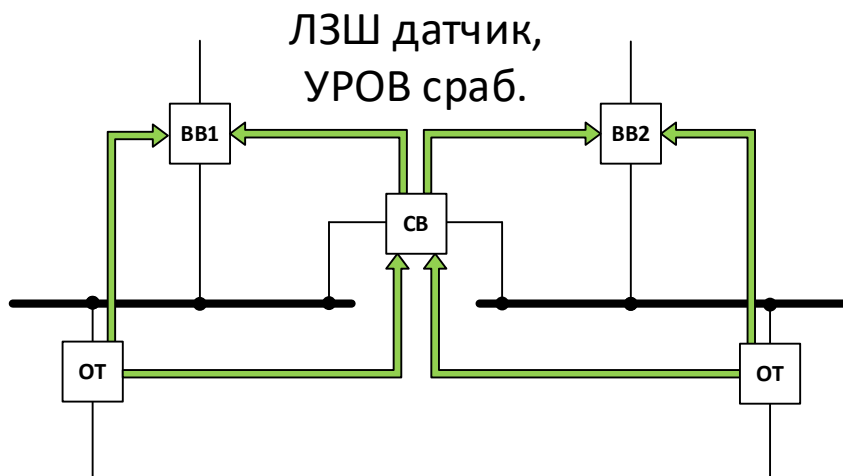 ЛЗШ датчик,
УРОВ сраб.
ВВ1
ВВ2
СВ
ОТ
ОТ